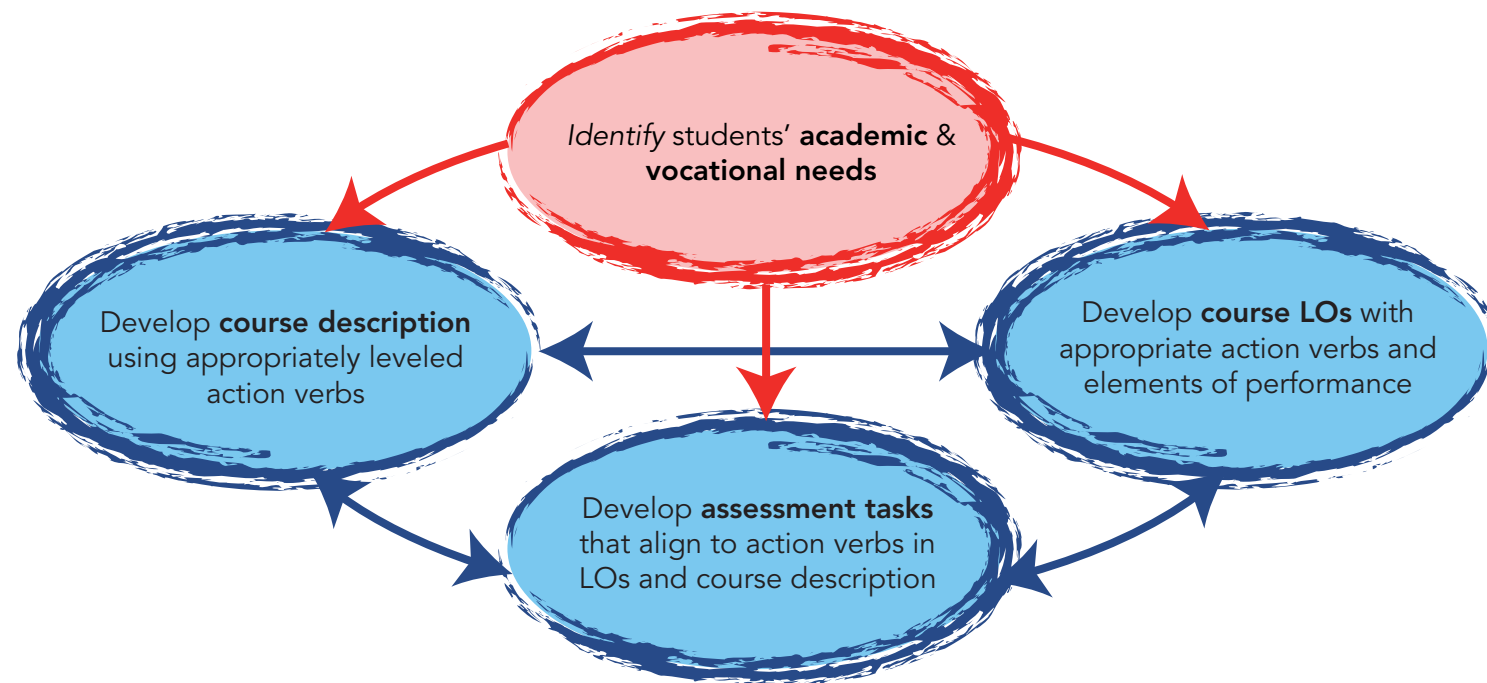 Identify students’ academic &
vocational needs
Develop course description
using appropriately leveled
action verbs
Develop course LOs with
appropriate action verbs and
elements of performance
Develop assessment tasks
that align to action verbs in
LOs and course description